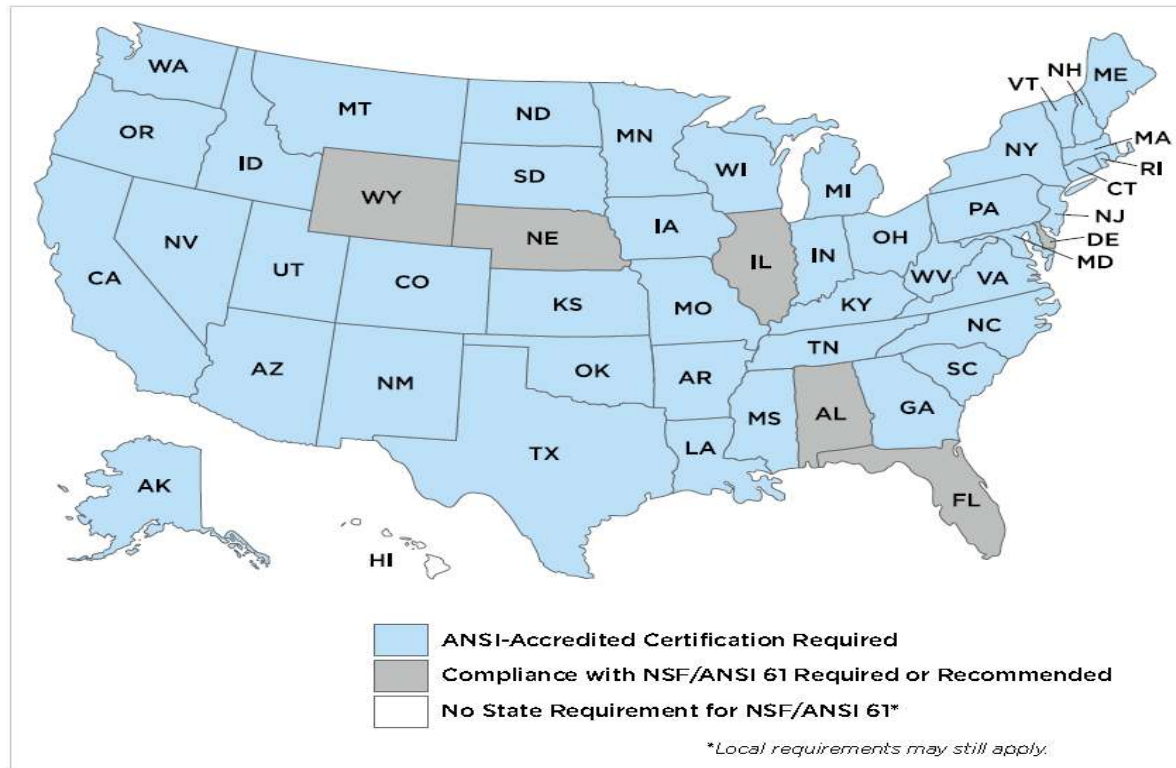 WA
MT
ND
MN
VT
NH
ME
OR
ID
SD
WI
MI
NY
MA
RI
CT
WY
NE
IA
PA
NJ
DE
MD
NV
UT
CO
IL
IN
OH
WV
VA
CA
KS
MO
KY
NC
TN
SC
AZ
NM
OK
AR
MS
AL
GA
TX
LA
FL
AK
HI
ANSI-Accredited Certification Required
Compliance with NSF/ANSI 61 Required or Recommended
No State Requirement for NSF/ANSI 61*
*Local requirements may still apply.